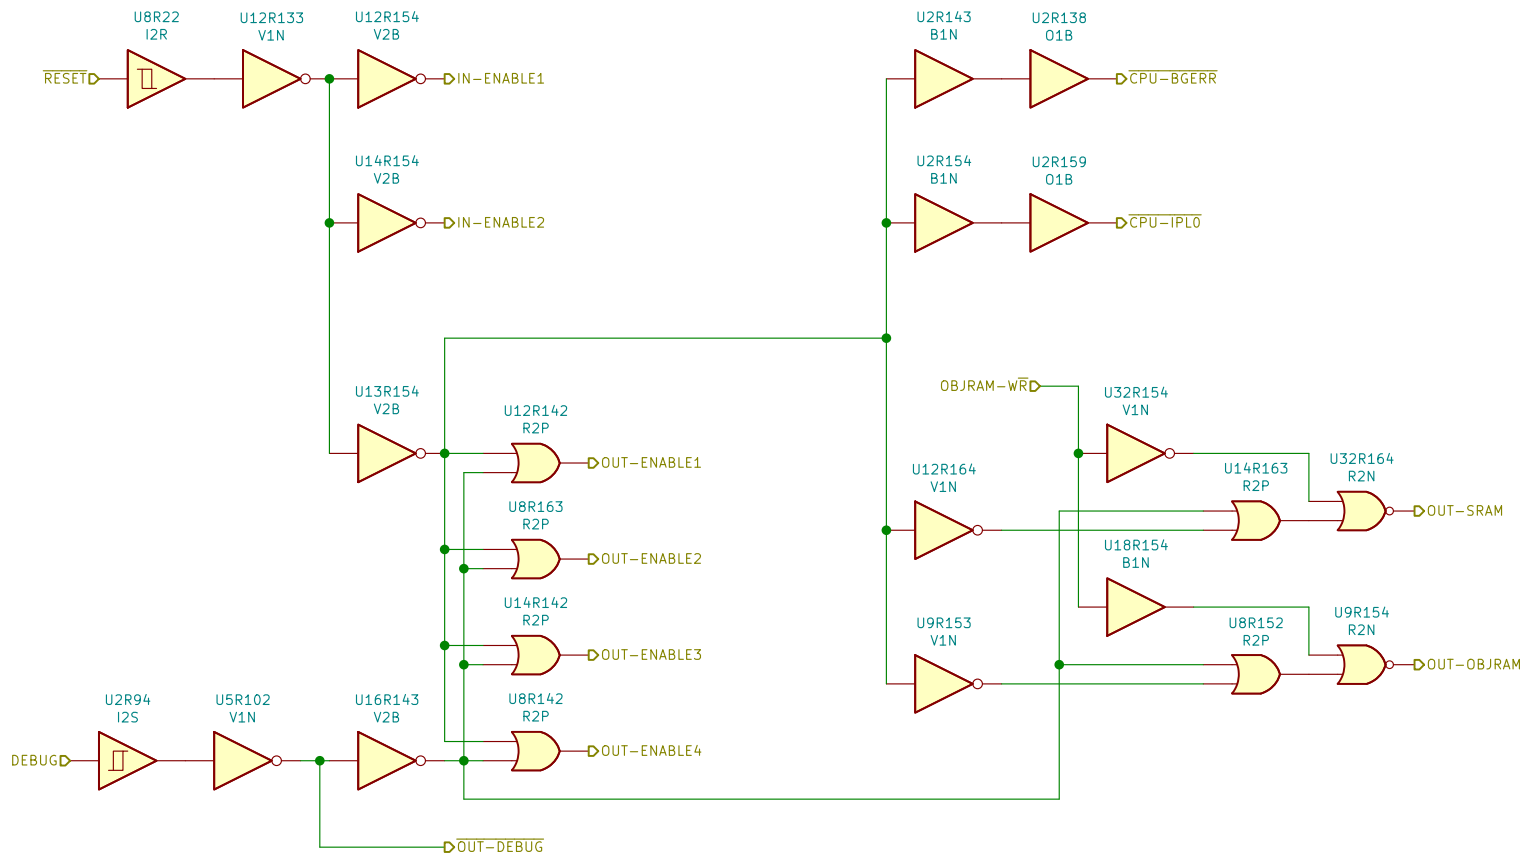 U8R22
I2R
U12R133
V1N
U12R154
V2B
U2R143
B1N
U2R138
O1B
RESET
IN-ENABLE1
CPU-BGERR
U14R154
V2B
U2R154
B1N
U2R159
O1B
IN-ENABLE2
CPU-IPL0
OBJRAM-WR
U13R154
V2B
U32R154
V1N
U12R142
R2P
OUT-ENABLE1
U12R164
V1N
U14R163
R2P
U32R164
R2N
U8R163
R2P
OUT-SRAM
OUT-ENABLE2
U18R154
B1N
U14R142
R2P
U9R153
V1N
U8R152
R2P
U9R154
R2N
OUT-ENABLE3
OUT-OBJRAM
U2R94
I2S
U5R102
V1N
U16R143
V2B
U8R142
R2P
OUT-ENABLE4
DEBUG
OUT-DEBUG